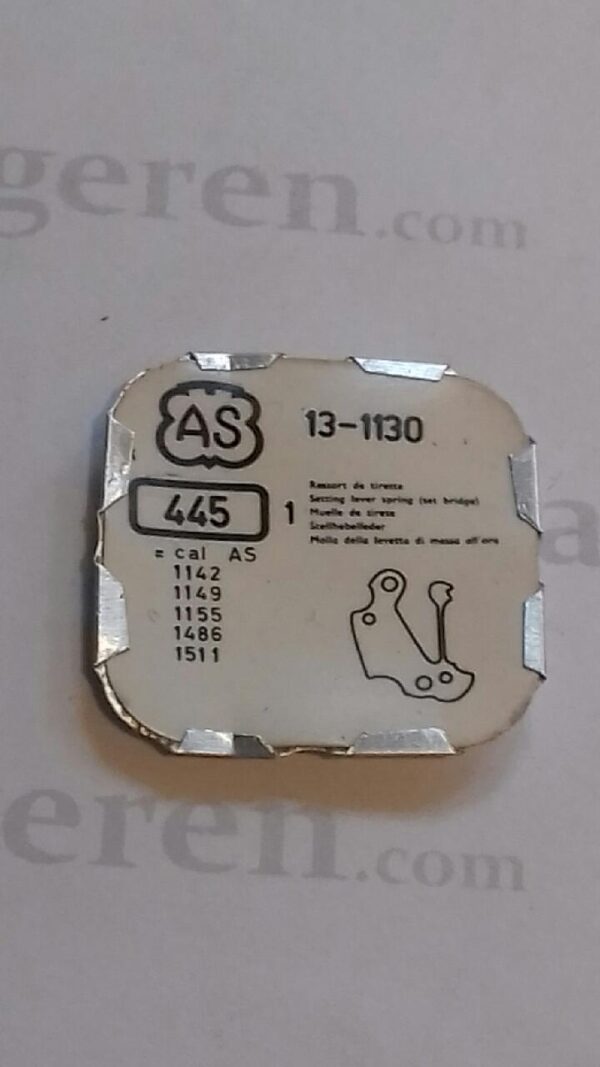 geren.com
AS
13-1130
445
1
Ressort de tirette
Setting lever spring (set bridge)
Muelle de tirete
Stellhebelfeder
Molla della levetta di messa all'ora
= cal AS
1142
1149
1155
1486
1511
a
eren.com